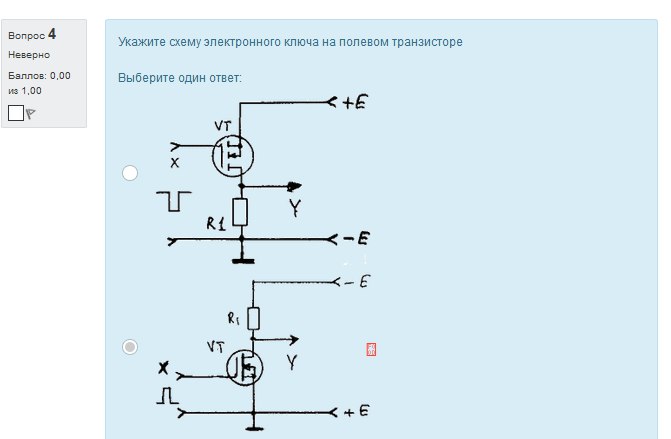 Вопрос 4
Неверно
Баллов: 0,00
из 1,00
Укажите схему электронного ключа на полевом транзисторе
Выберите один ответ:
+E
VT
X
Y
R1
-E
-E
R1
VT
Y
X
+E